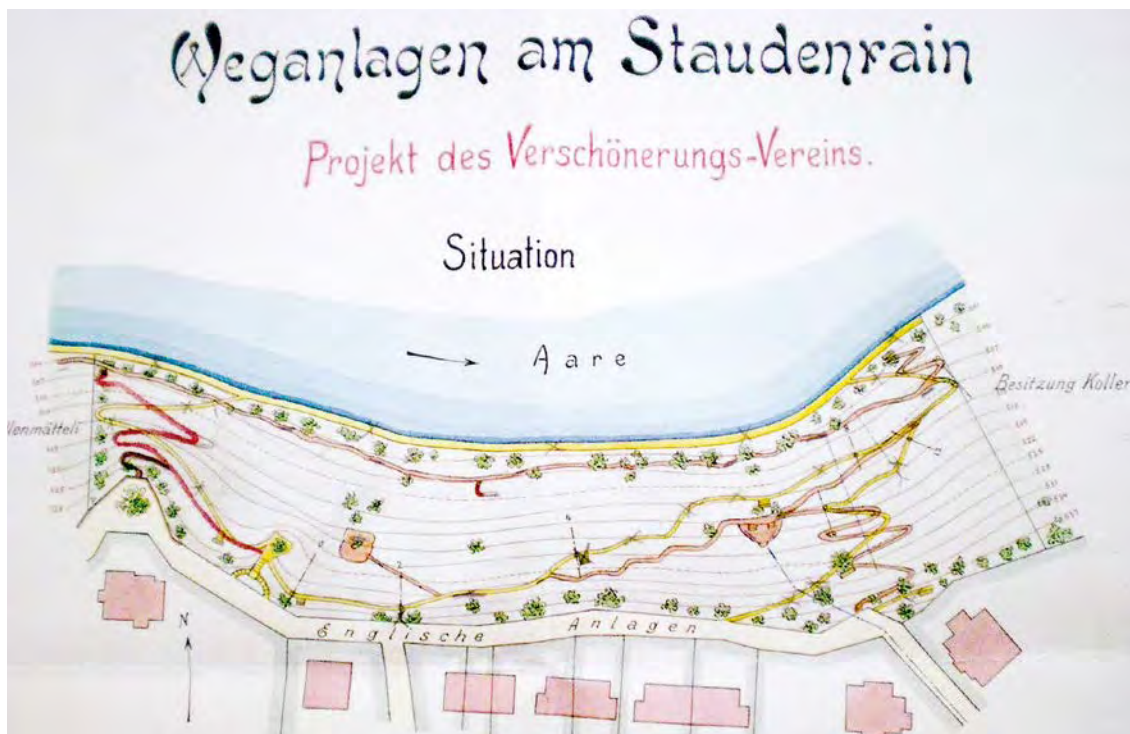 Weganlagen am Staudenrain
Projekt des Verschönerungs-Vereins.
Situation
Aare
Besitzung Koller
Englische Anlagen
N